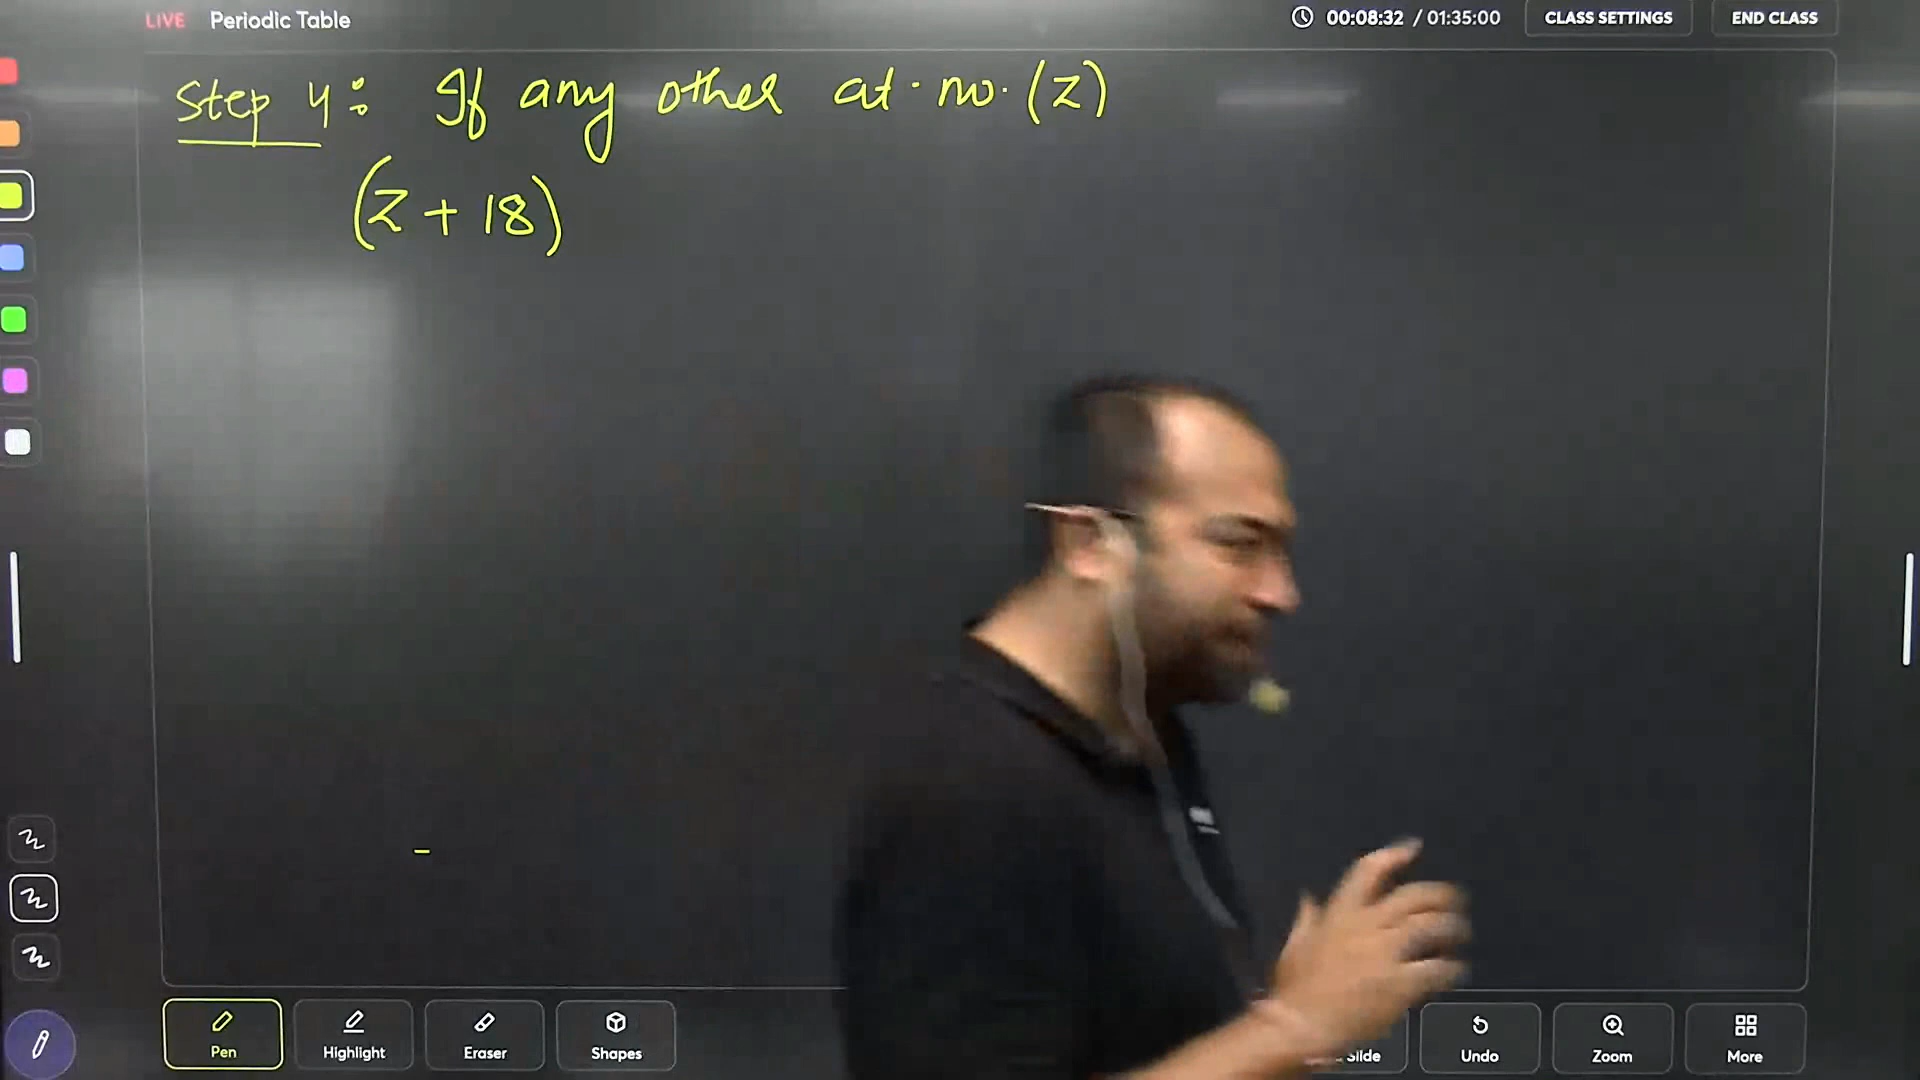 LIVE Periodic Table 00:08:32 / 01:35:00 CLASS SETTINGS END CLASS
Step 4: If any other at. no. (Z)
(Z + 18)
Pen Highlight Eraser Shapes Slide Undo Zoom More